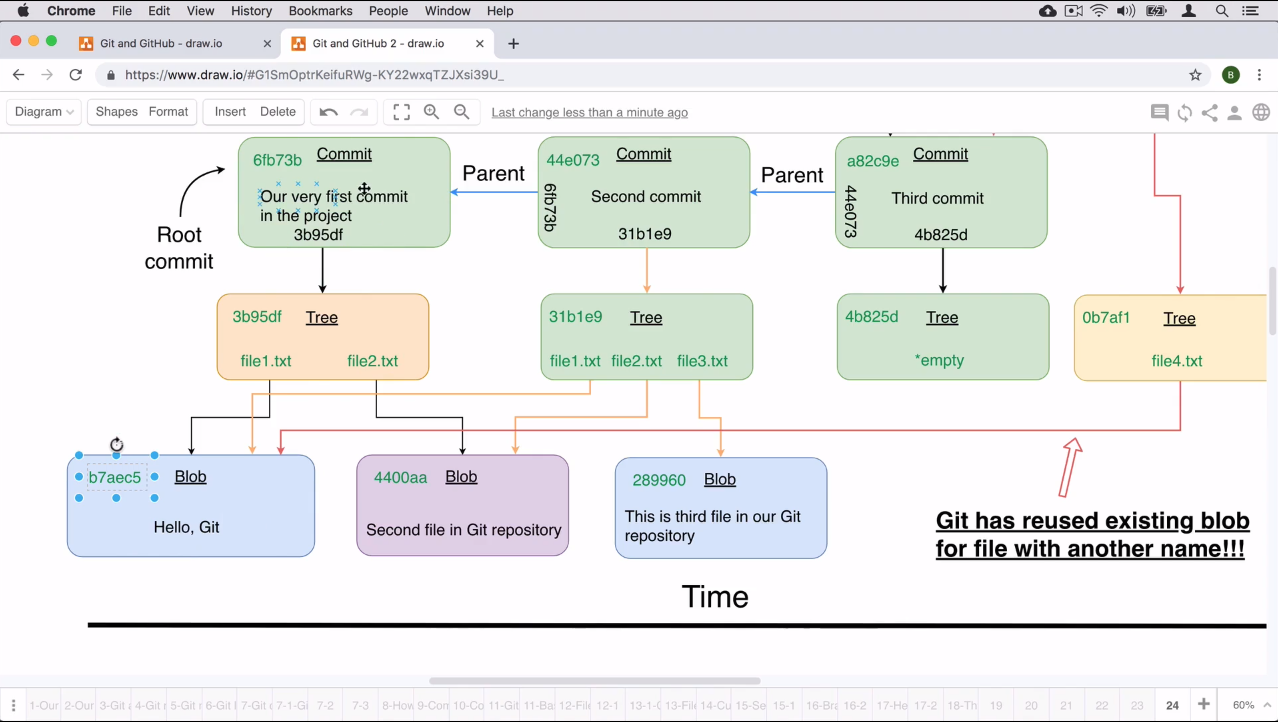 Chrome File Edit View History Bookmarks People Window Help
Git and GitHub - draw.io
Git and GitHub 2 - draw.io
https://www.draw.io/#G1SmOptrKeifuRWg-KY22wxqTZJXsi39U_
B
Diagram Shapes Format Insert Delete Last change less than a minute ago
6fb73b Commit
Our very first commit
in the project
3b95df
Parent
44e073 Commit
6fb73b
Second commit
31b1e9
Parent
a82c9e Commit
44e073
Third commit
4b825d
Root
commit
3b95df Tree
file1.txt file2.txt
31b1e9 Tree
file1.txt file2.txt file3.txt
4b825d Tree
*empty
0b7af1 Tree
file4.txt
b7aec5 Blob
Hello, Git
4400aa Blob
Second file in Git repository
289960 Blob
This is third file in our Git
repository
Git has reused existing blob
for file with another name!!!
Time
1-Our 2-Our 3-Git 4-Git 5-Git 6-Git 7-Git 7-1-Gi 7-2 7-3 8-How 9-Com 10-Co 11-Git 11-Ba 12-File 12-1 13-1-C 13-File 14-Cu 15-Se 15-1 16-Bra 16-2 17-He 17-2 18-Th 19 20 21 22 23 24 60%